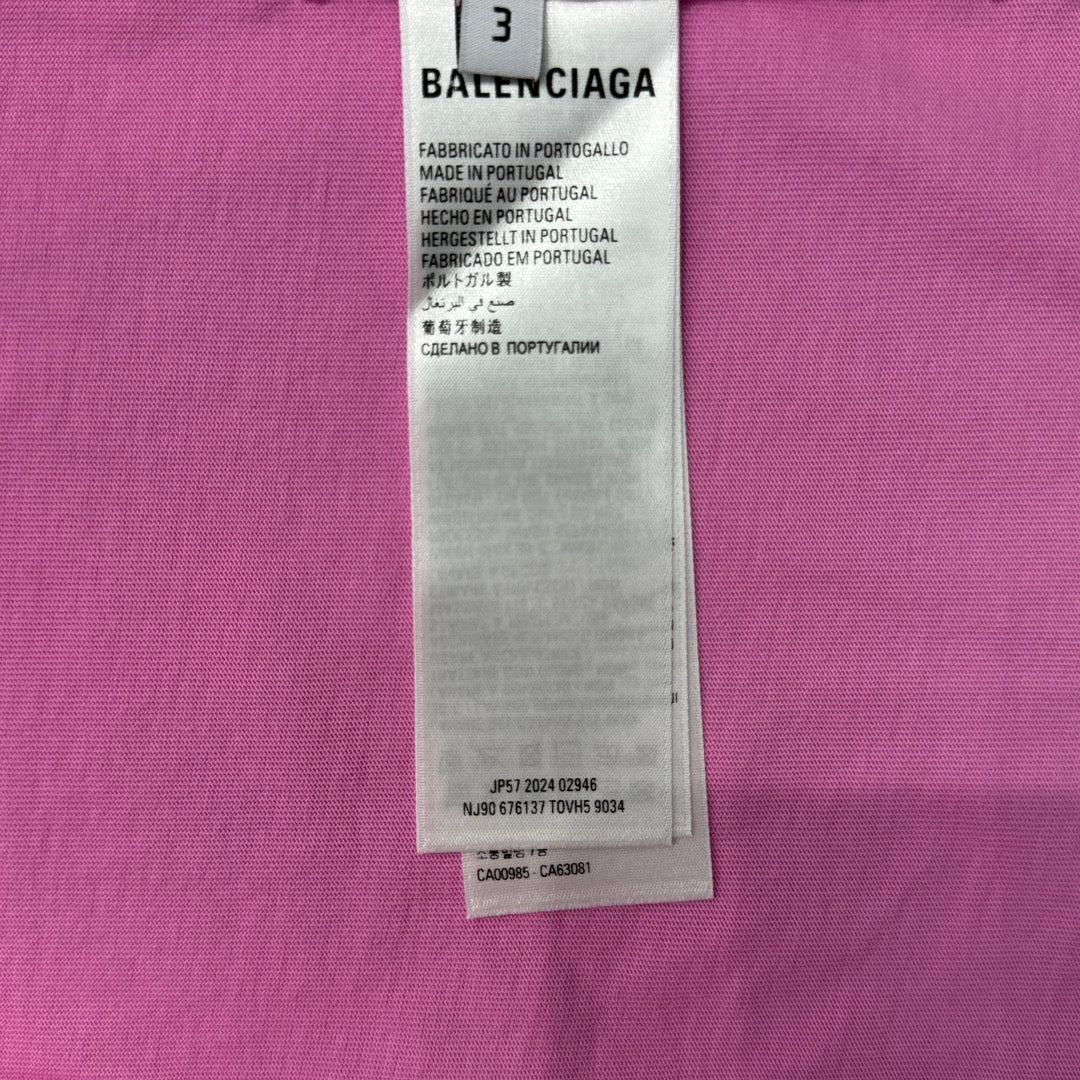 3
BALENCIAGA
FABBRICATO IN PORTOGALLO
MADE IN PORTUGAL
FABRIQUÉ AU PORTUGAL
HECHO EN PORTUGAL
HERGESTELLT IN PORTUGAL
FABRICADO EM PORTUGAL
ポルトガル製
صنع في البرتغال
葡萄牙制造
СДЕЛАНО В ПОРТУГАЛИИ
JP57 2024 02946
NJ90 676137 TOVH5 9034
CA00985 - CA63081